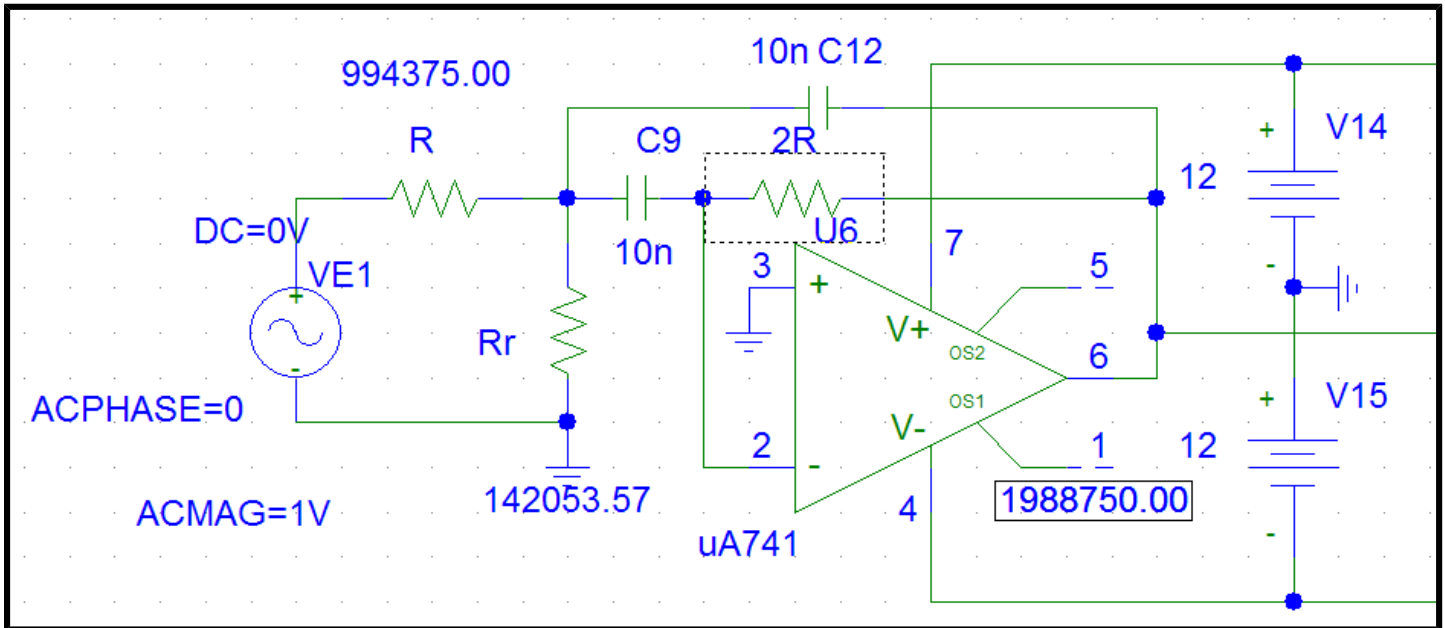 10n C12
994375.00
R
C9
2R
V14
+
12
DC=0V
U6
7
10n
3
5
-
VE1
+
+
V+
Rr
OS2
6
-
ACPHASE=0
OS1
+
V15
V-
2
1
12
-
142053.57
1988750.00
ACMAG=1V
4
uA741
-